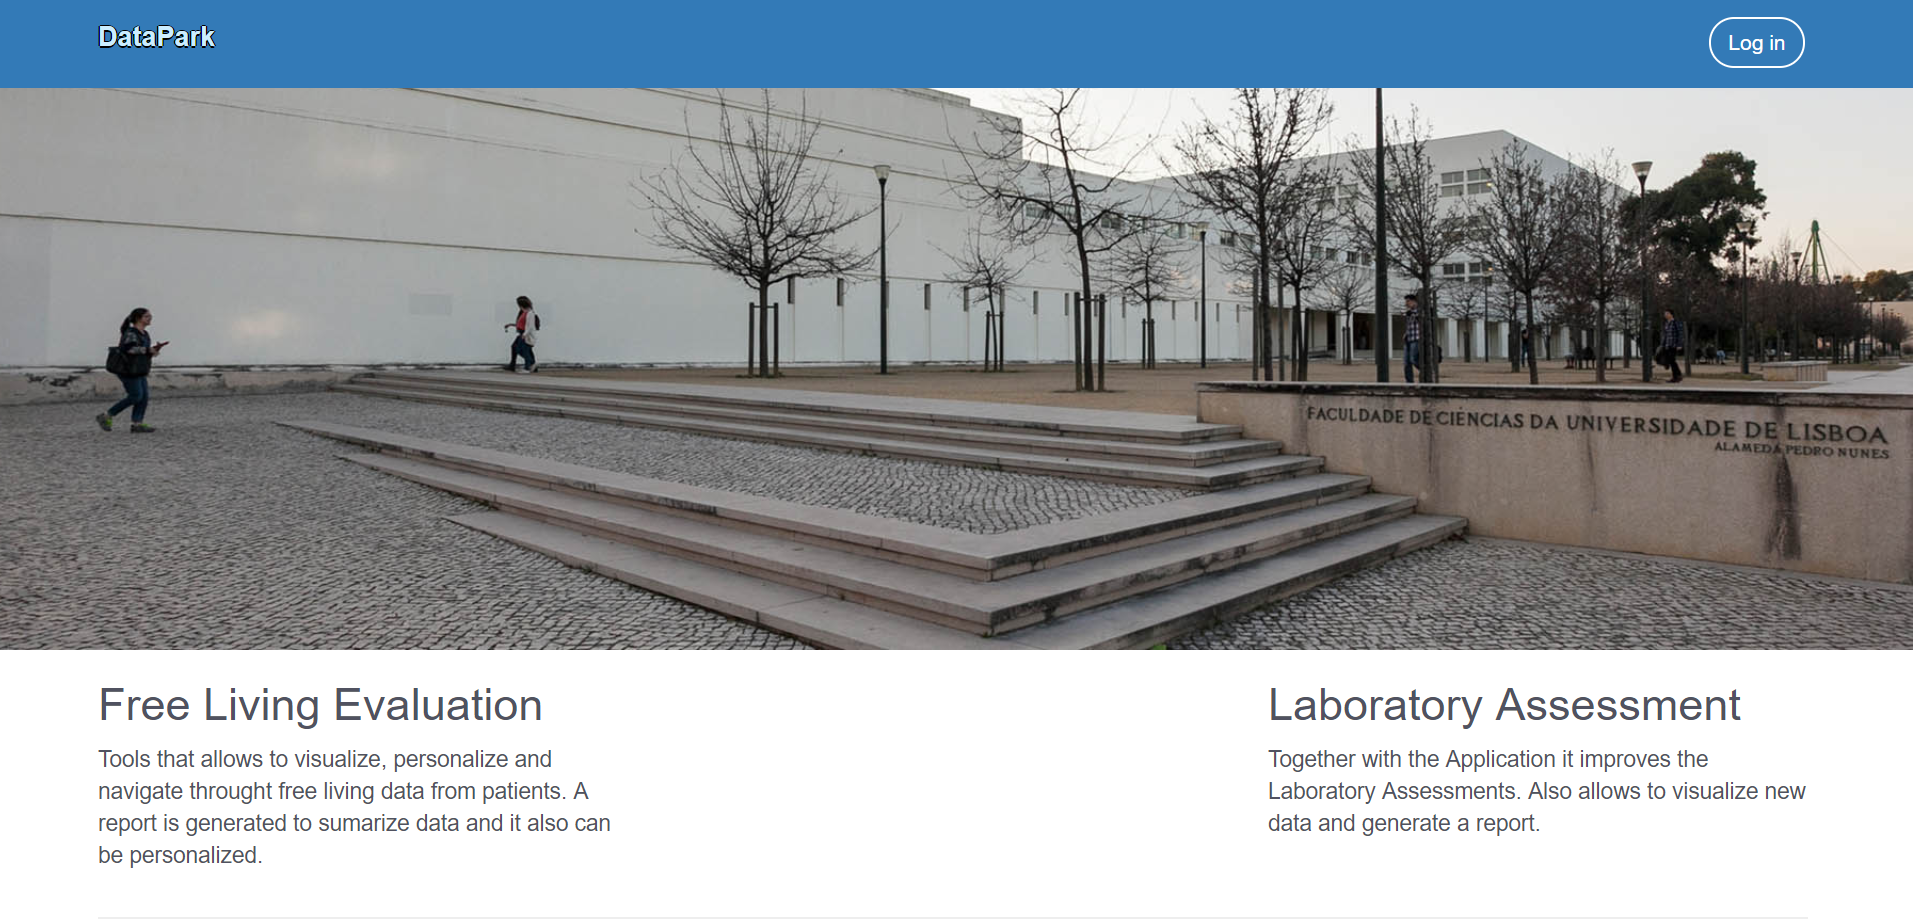 DataPark
Log in
FACULDADE DE CIÊNCIAS DA UNIVERSIDADE DE LISBOA
ALAMEDA PEDRO NUNES
Free Living Evaluation
Tools that allows to visualize, personalize and
navigate throught free living data from patients. A
report is generated to sumarize data and it also can
be personalized.
Laboratory Assessment
Together with the Application it improves the
Laboratory Assessments. Also allows to visualize new
data and generate a report.